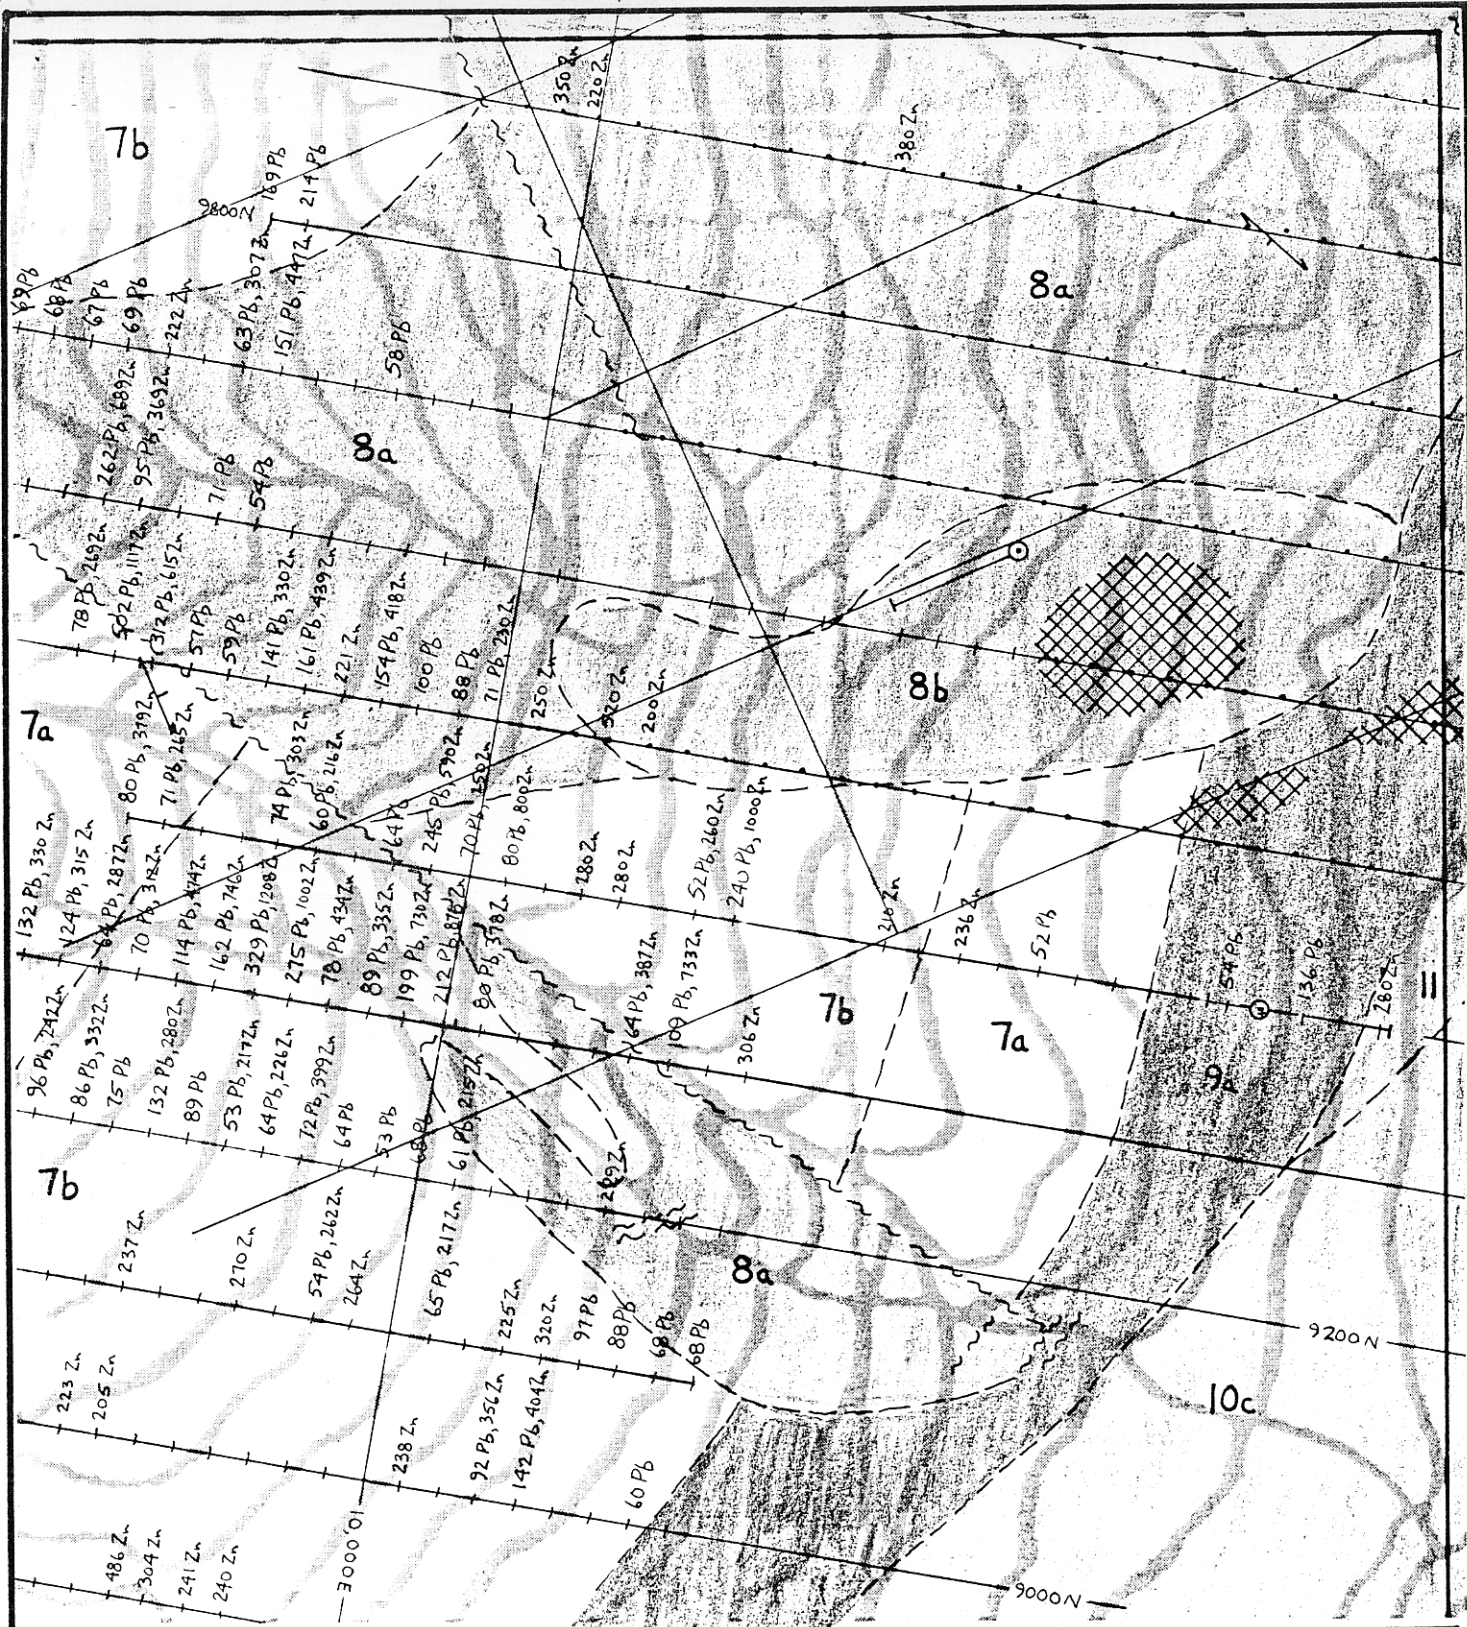 350 Zn
220 Zn
380 Zn
7b
169 Pb
214 Pb
9800N
63 Pb, 307 Zn
151 Pb, 447 Zn
69 Pb
68 Pb
67 Pb
69 Pb
222 Zn
58 Pb
8a
8a
262 Pb, 689 Zn
95 Pb, 369 Zn
71 Pb
54 Pb
78 Pb, 269 Zn
502 Pb, 1117 Zn
312 Pb, 615 Zn
57 Pb
59 Pb
141 Pb, 330 Zn
161 Pb, 439 Zn
221 Zn
154 Pb, 418 Zn
100 Pb
88 Pb
71 Pb, 230 Zn
250 Zn
520 Zn
200 Zn
8b
7a
80 Pb, 379 Zn
71 Pb, 265 Zn
74 Pb, 303 Zn
60 Pb, 216 Zn
64 Pb
245 Pb, 590 Zn
70 Pb, 250 Zn
80 Pb, 800 Zn
280 Zn
280 Zn
52 Pb, 260 Zn
240 Pb, 1000 Zn
210 Zn
236 Zn
52 Pb
54 Pb
136 Pb
280 Zn
11
132 Pb, 330 Zn
124 Pb, 315 Zn
64 Pb, 287 Zn
70 Pb, 312 Zn
114 Pb, 474 Zn
162 Pb, 746 Zn
329 Pb, 1208 Zn
275 Pb, 1002 Zn
78 Pb, 434 Zn
89 Pb, 335 Zn
199 Pb, 730 Zn
212 Pb, 878 Zn
80 Pb, 378 Zn
164 Pb, 387 Zn
109 Pb, 733 Zn
306 Zn
7b
7a
9a
96 Pb, 242 Zn
86 Pb, 332 Zn
75 Pb
132 Pb, 280 Zn
89 Pb
53 Pb, 217 Zn
64 Pb, 226 Zn
72 Pb, 399 Zn
64 Pb
53 Pb
68 Pb
61 Pb, 215 Zn
209 Zn
7b
237 Zn
270 Zn
54 Pb, 262 Zn
264 Zn
65 Pb, 217 Zn
225 Zn
320 Zn
97 Pb
88 Pb
68 Pb
68 Pb
8a
9200N
10c
223 Zn
205 Zn
238 Zn
92 Pb, 356 Zn
142 Pb, 404 Zn
60 Pb
486 Zn
304 Zn
241 Zn
240 Zn
10,000E
9000N